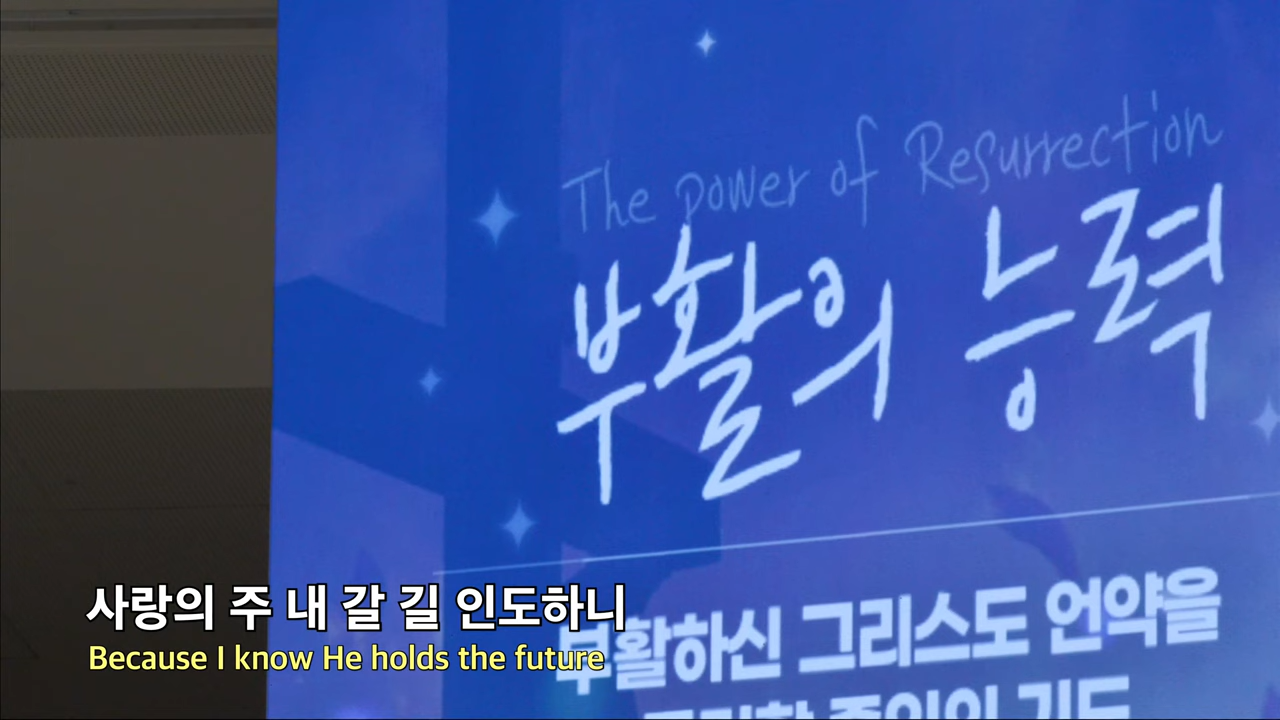 The power of Resurrection
부활의 능력
부활하신 그리스도 언약을
사랑의 주 내 갈 길 인도하니
Because I know He holds the future